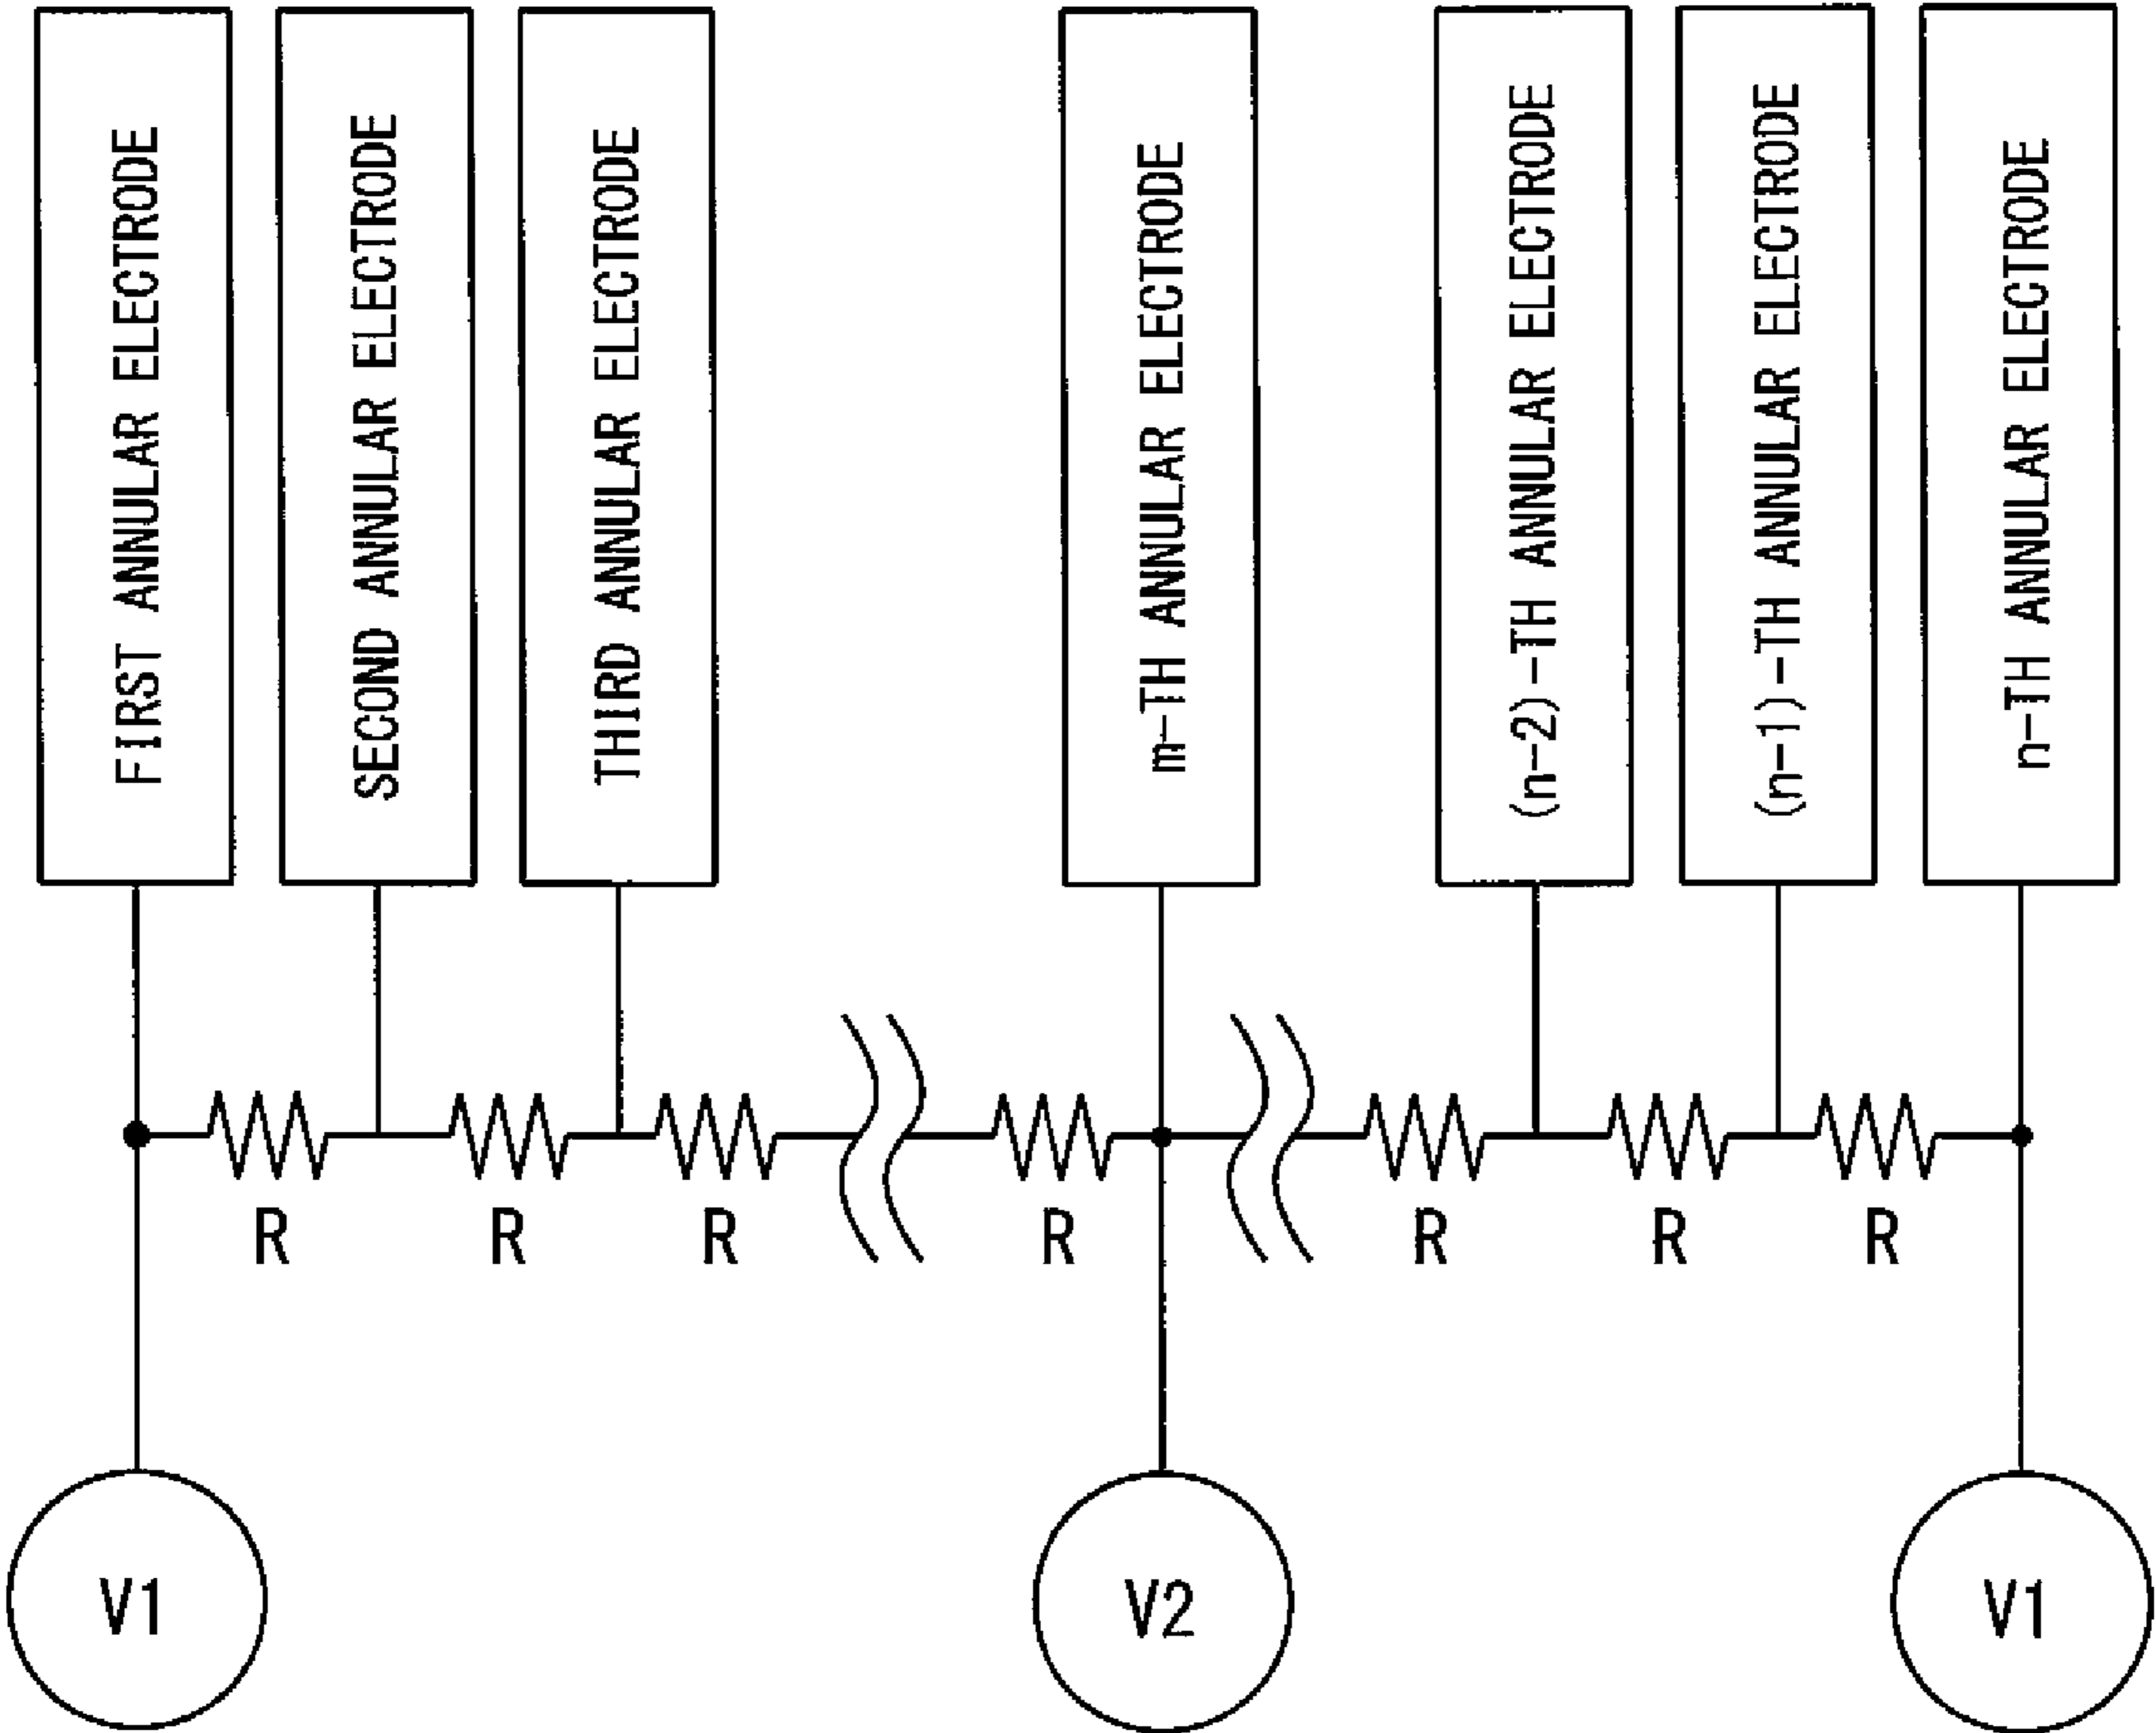 FIRST ANNULAR ELECTRODE
SECOND ANNULAR ELECTRODE
THIRD ANNULAR ELECTRODE
m-TH ANNULAR ELECTRODE
(n-2)-TH ANNULAR ELECTRODE
(n-1)-TH ANNULAR ELECTRODE
n-TH ANNULAR ELECTRODE
R
R
R
R
R
R
R
V1
V2
V1